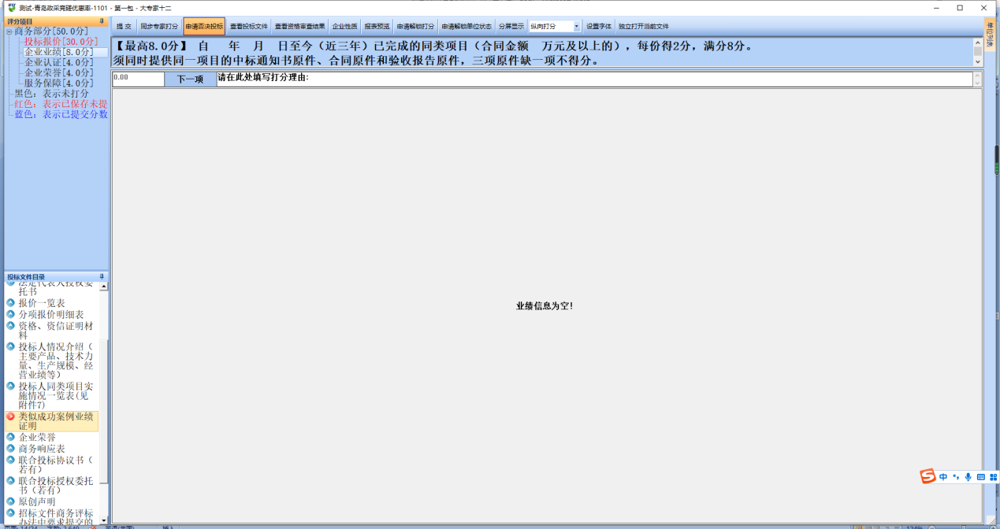 测试-青岛政采竞磋优惠率-1101 - 第一包 - 大专家十二
评分项目
商务部分[50.0分]
投标报价[30.0分]
企业业绩[8.0分]
企业认证[4.0分]
企业荣誉[4.0分]
服务保障[4.0分]
黑色：表示未打分
红色：表示已保存未提
蓝色：表示已提交分数
提 交 同步专家打分 申请否决投标 查看投标文件 查看资格审查结果 企业性质 报表预览 申请解锁打分 申请解锁单位状态 分屏显示 纵向打分 设置字体 独立打开当前文件
【最高8.0分】 自 年 月 日至今（近三年）已完成的同类项目（合同金额 万元及以上的），每份得2分，满分8分。
须同时提供同一项目的中标通知书原件、合同原件和验收报告原件，三项原件缺一项不得分。
0.00 下一项 请在此处填写打分理由:
业绩信息为空!
单位列表
投标文件目录
法定代表人授权委
托书
报价一览表
分项报价明细表
资格、资信证明材
料
投标人情况介绍（
主要产品、技术力
量、生产规模、经
营业绩等）
投标人同类项目实
施情况一览表(见
附件7)
类似成功案例业绩
证明
企业荣誉
商务响应表
联合投标协议书（
若有）
联合投标授权委托
书（若有）
原创声明
招标文件商务评标
办法中要求提交的
中